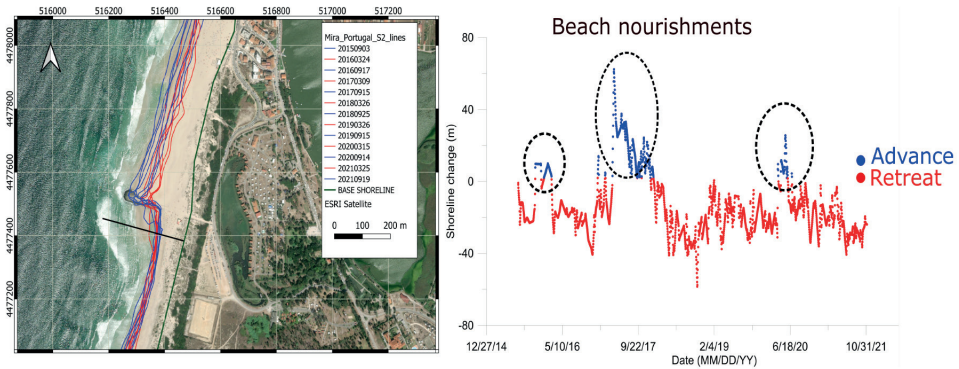 516000 516200 516400 516600 516800 517000 517200
4478000
4477800
4477600
4477400
4477200
Mira_Portugal_S2_lines
20150903
20160324
20160917
20170309
20170915
20180326
20180925
20190326
20190915
20200315
20200914
20210325
20210919
BASE SHORELINE
ESRI Satellite
0 100 200 m
Beach nourishments
Shoreline change (m)
80
40
0
-40
-80
12/27/14 5/10/16 9/22/17 2/4/19 6/18/20 10/31/21
Date (MM/DD/YY)
Advance
Retreat